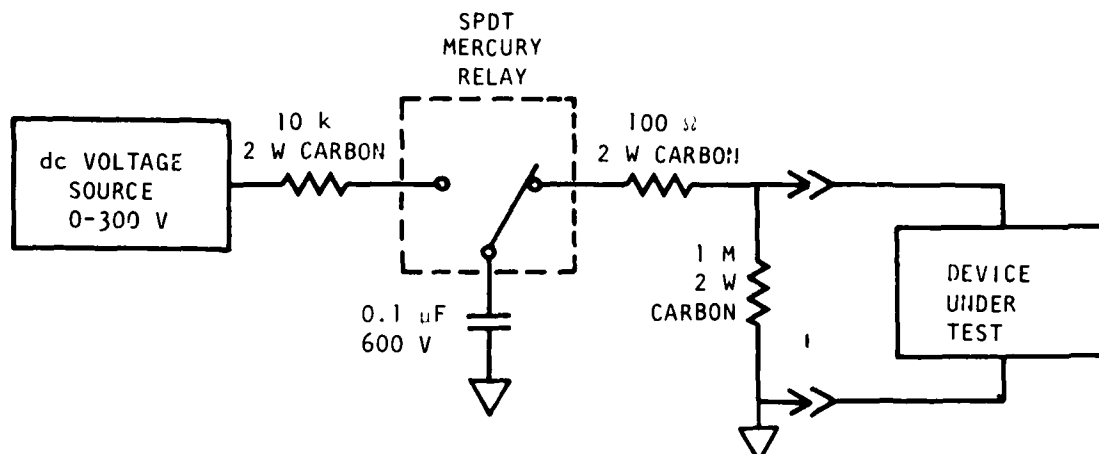 SPDT
MERCURY
RELAY
10 k
2 W CARBON
100 Ω
2 W CARBON
dc VOLTAGE
SOURCE
0-300 V
1 M
2 W
CARBON
DEVICE
UNDER
TEST
0.1 μF
600 V